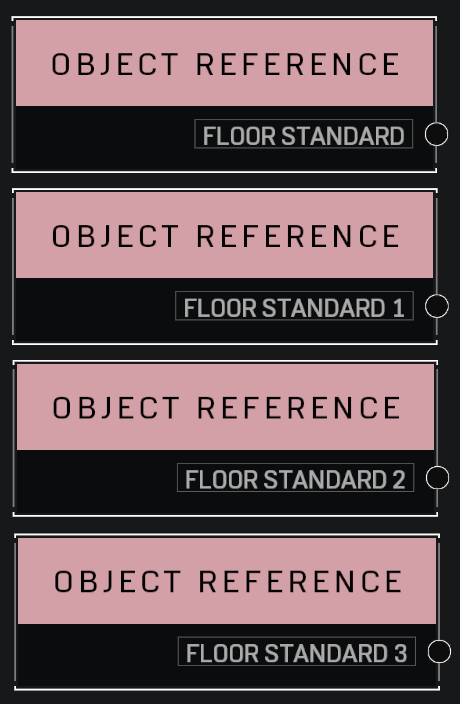 OBJECT REFERENCE
FLOOR STANDARD
OBJECT REFERENCE
FLOOR STANDARD 1
OBJECT REFERENCE
FLOOR STANDARD 2
OBJECT REFERENCE
FLOOR STANDARD 3